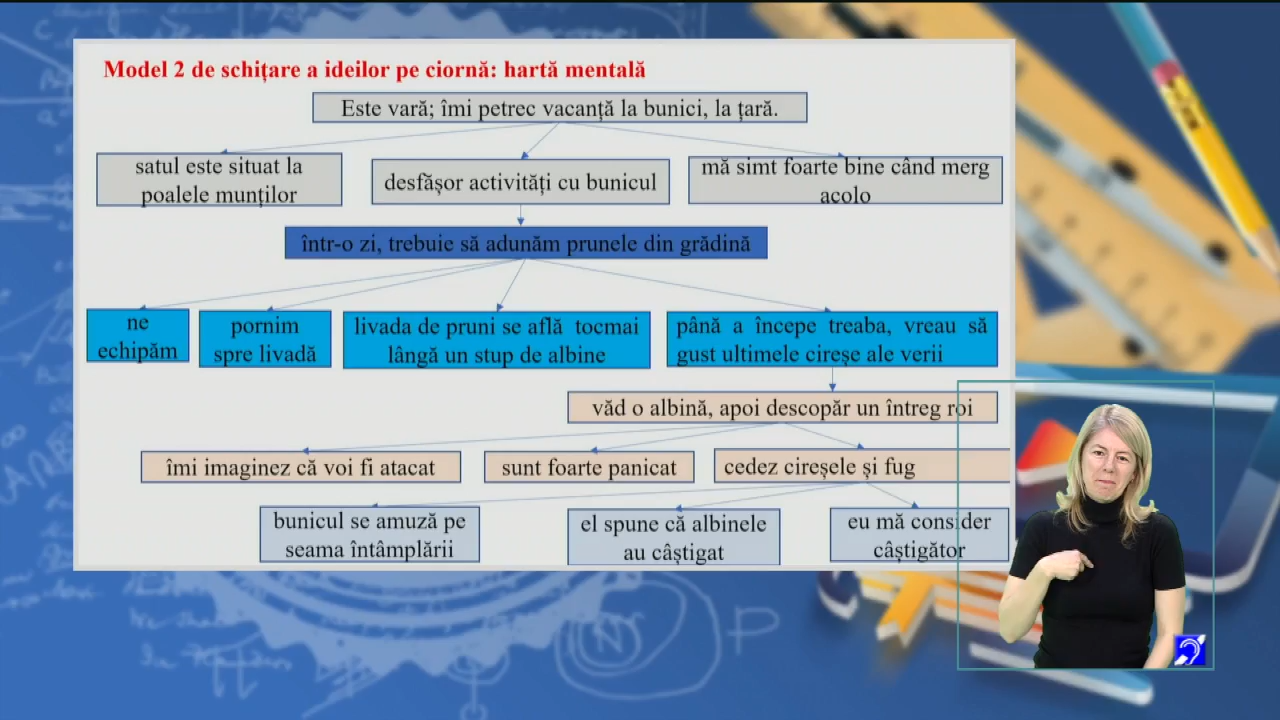 Model 2 de schițare a ideilor pe ciornă: hartă mentală
Este vară; îmi petrec vacanță la bunici, la țară.
satul este situat la
poalele munților
desfășor activități cu bunicul
mă simt foarte bine când merg
acolo
într-o zi, trebuie să adunăm prunele din grădină
ne
echipăm
pornim
spre livadă
livada de pruni se află tocmai
lângă un stup de albine
până a începe treaba, vreau să
gust ultimele cireșe ale verii
văd o albină, apoi descopăr un întreg roi
îmi imaginez că voi fi atacat
sunt foarte panicat
cedez cireșele și fug
bunicul se amuză pe
seama întâmplării
el spune că albinele
au câștigat
eu mă consider
câștigător
N
P